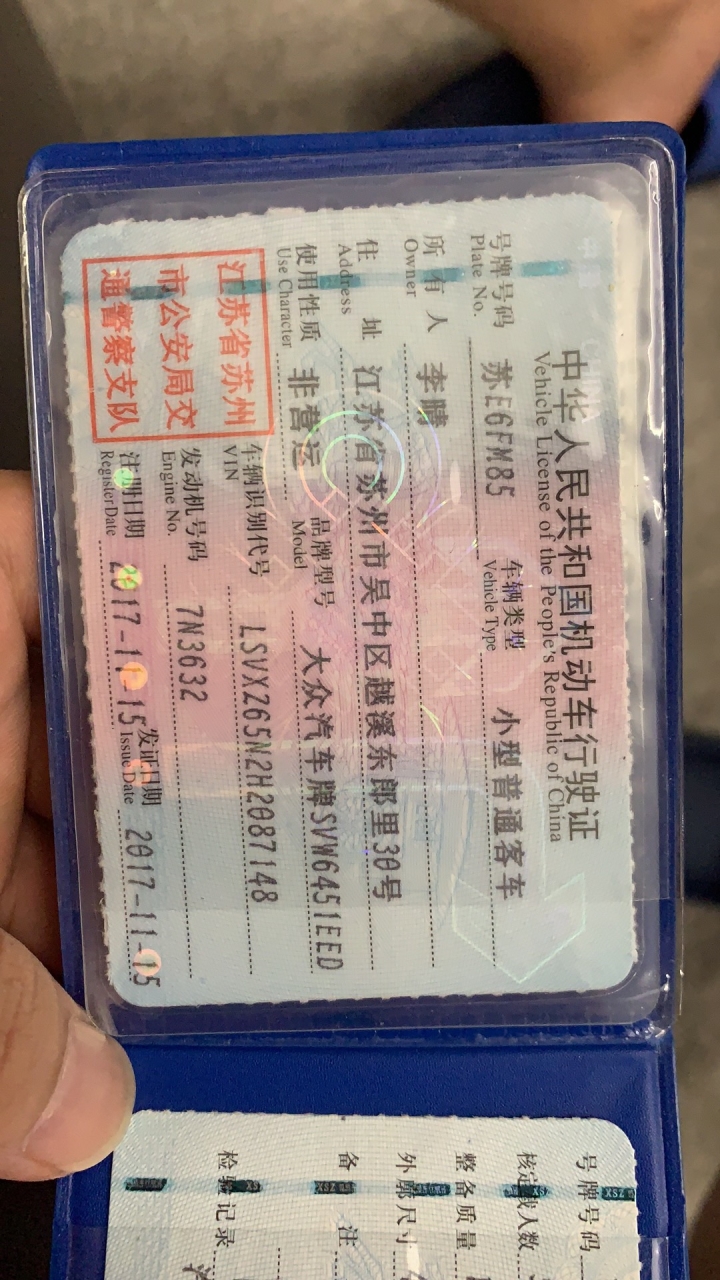 中华人民共和国机动车行驶证
Vehicle License of the People's Republic of China
号牌号码 苏E6FM85 车辆类型 小型普通客车
Plate No. Vehicle Type
所有人 李晴
Owner
住址 江苏省苏州市吴中区越溪东郎里30号
Address
使用性质 非营运 品牌型号 大众汽车牌SVW6451EED
Use Character Model
江苏省苏州
市公安局交
通警察支队
车辆识别代号 LSVXZ65N2H2087148
VIN
发动机号码 7N3632
Engine No.
注册日期 2017-11-15 发证日期 2017-11-15
Register Date Issue Date
号牌号码
核定载人数
整备质量
外廓尺寸
备注
检验记录